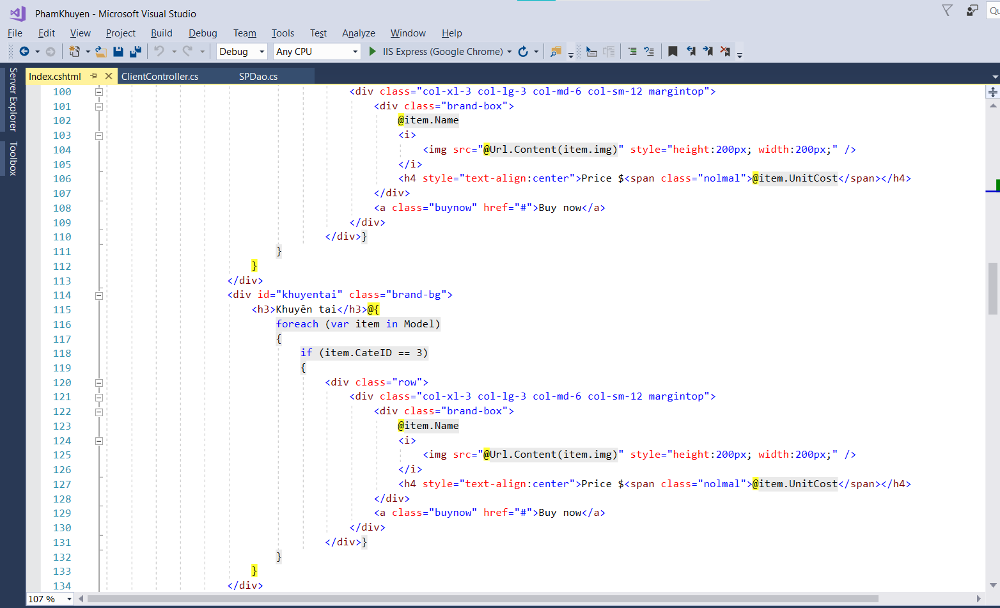 PhamKhuyen - Microsoft Visual Studio
Qu
File Edit View Project Build Debug Team Tools Test Analyze Window Help
Debug Any CPU IIS Express (Google Chrome)
Server Explorer
Toolbox
Index.cshtml ClientController.cs SPDao.cs
100 <div class="col-xl-3 col-lg-3 col-md-6 col-sm-12 margintop">
101 <div class="brand-box">
102 @item.Name
103 <i>
104 <img src="@Url.Content(item.img)" style="height:200px; width:200px;" />
105 </i>
106 <h4 style="text-align:center">Price $<span class="nolmal">@item.UnitCost</span></h4>
107 </div>
108 <a class="buynow" href="#">Buy now</a>
109 </div>
110 </div>}
111 }
112 }
113 </div>
114 <div id="khuyentai" class="brand-bg">
115 <h3>Khuyên tai</h3>@{
116 foreach (var item in Model)
117 {
118 if (item.CateID == 3)
119 {
120 <div class="row">
121 <div class="col-xl-3 col-lg-3 col-md-6 col-sm-12 margintop">
122 <div class="brand-box">
123 @item.Name
124 <i>
125 <img src="@Url.Content(item.img)" style="height:200px; width:200px;" />
126 </i>
127 <h4 style="text-align:center">Price $<span class="nolmal">@item.UnitCost</span></h4>
128 </div>
129 <a class="buynow" href="#">Buy now</a>
130 </div>
131 </div>}
132 }
133 }
134 </div>
107 %